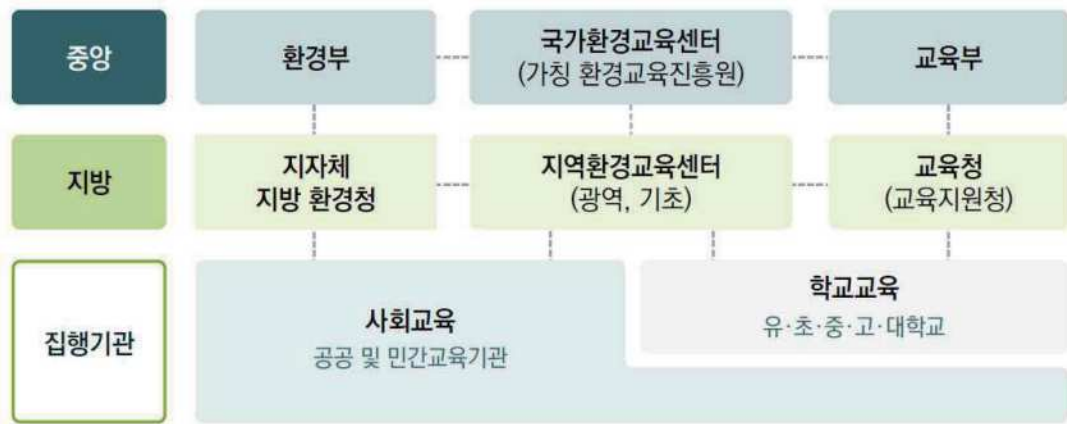 중앙
환경부
국가환경교육센터
(가칭 환경교육진흥원)
교육부
지방
지자체
지방 환경청
지역환경교육센터
(광역, 기초)
교육청
(교육지원청)
집행기관
사회교육
공공 및 민간교육기관
학교교육
유·초·중·고·대학교